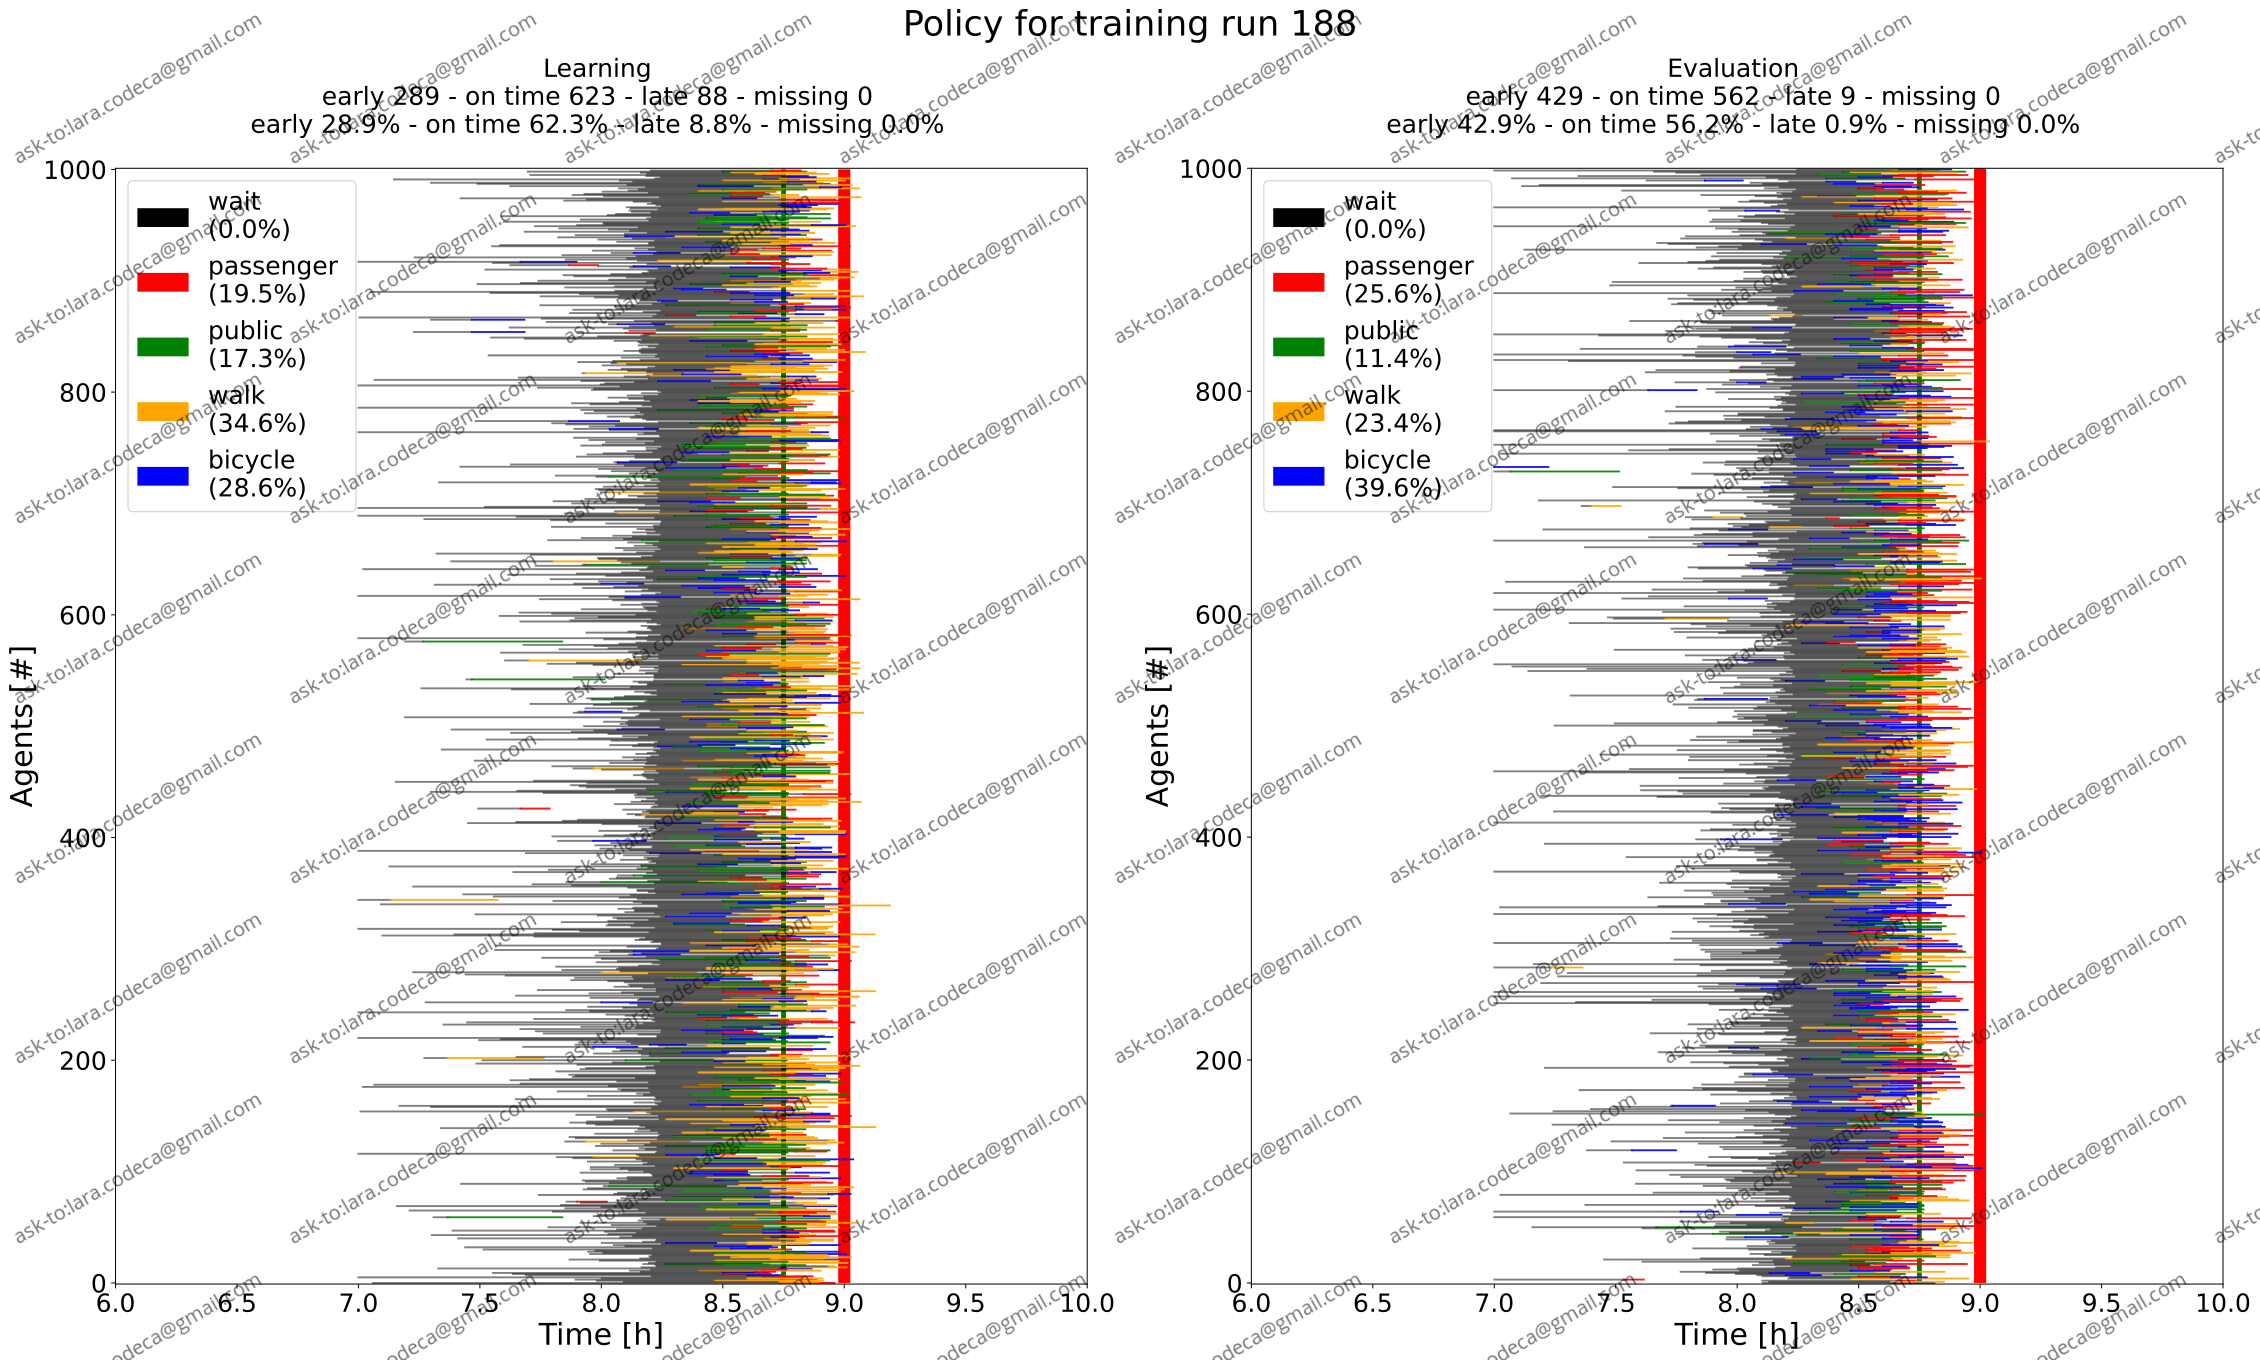 Policy for training run 188
Learning
early 289 - on time 623 - late 88 - missing 0
early 28.9% - on time 62.3% - late 8.8% - missing 0.0%
1000
800
600
400
200
0
Agents [#]
wait
(0.0%)
passenger
(19.5%)
public
(17.3%)
walk
(34.6%)
bicycle
(28.6%)
6.0 6.5 7.0 7.5 8.0 8.5 9.0 9.5 10.0
Time [h]
Evaluation
early 429 - on time 562 - late 9 - missing 0
early 42.9% - on time 56.2% - late 0.9% - missing 0.0%
1000
800
600
400
200
0
Agents [#]
wait
(0.0%)
passenger
(25.6%)
public
(11.4%)
walk
(23.4%)
bicycle
(39.6%)
6.0 6.5 7.0 7.5 8.0 8.5 9.0 9.5 10.0
Time [h]
ask-to:lara.codeca@gmail.com